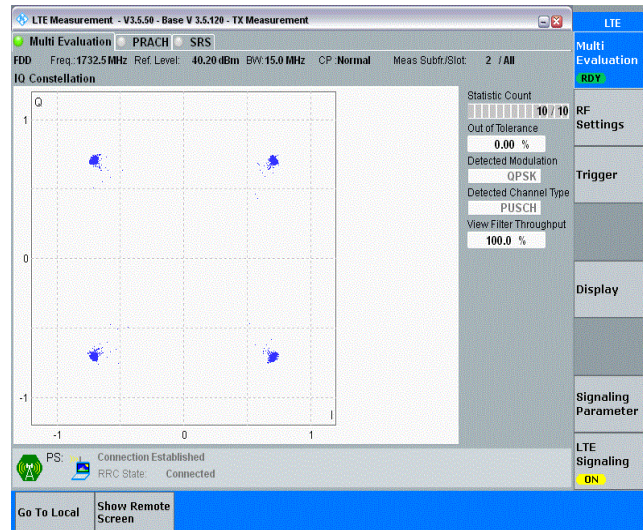 LTE Measurement - V3.5.50 - Base V 3.5.120 - TX Measurement
LTE
Multi Evaluation PRACH SRS
Multi
Evaluation
RDY
FDD Freq.:1732.5 MHz Ref. Level: 40.20 dBm BW:15.0 MHz CP :Normal Meas Subfr./Slot: 2 / All
IQ Constellation
Statistic Count
10 / 10
Out of Tolerance
0.00 %
Detected Modulation
QPSK
Detected Channel Type
PUSCH
View Filter Throughput
100.0 %
Q
1
0
-1
I
-1 0 1
RF
Settings
Trigger
Display
Signaling
Parameter
LTE
Signaling
ON
PS: Connection Established
RRC State: Connected
Go To Local
Show Remote
Screen